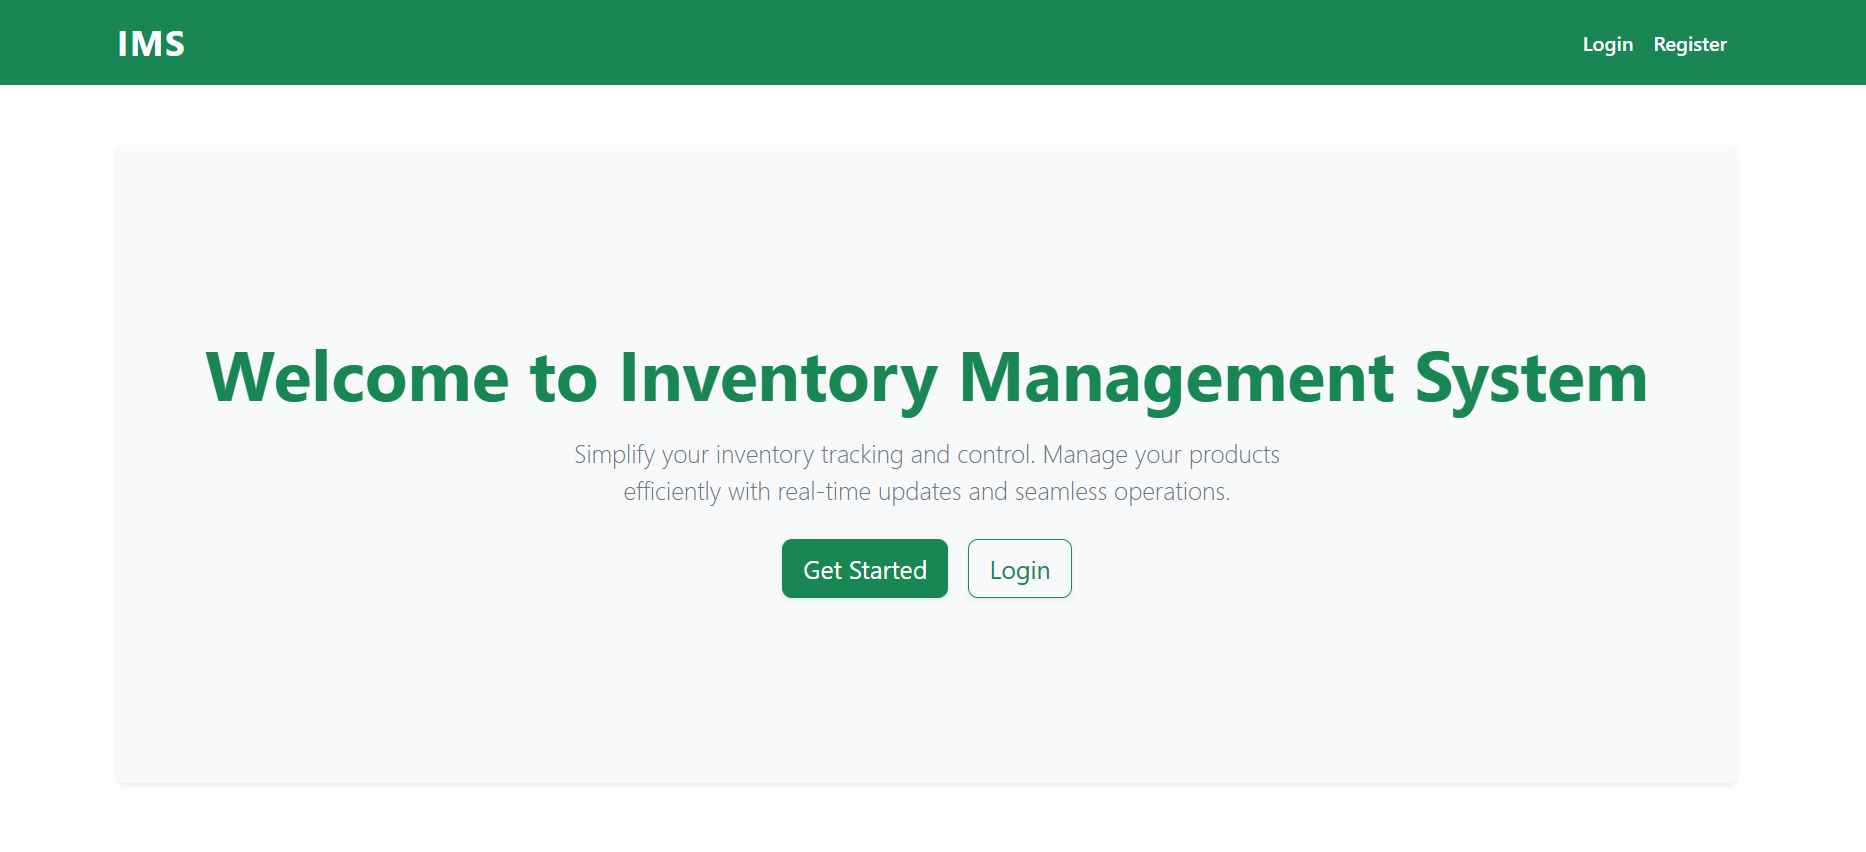 IMS
Login Register
Welcome to Inventory Management System
Simplify your inventory tracking and control. Manage your products
efficiently with real-time updates and seamless operations.
Get Started Login